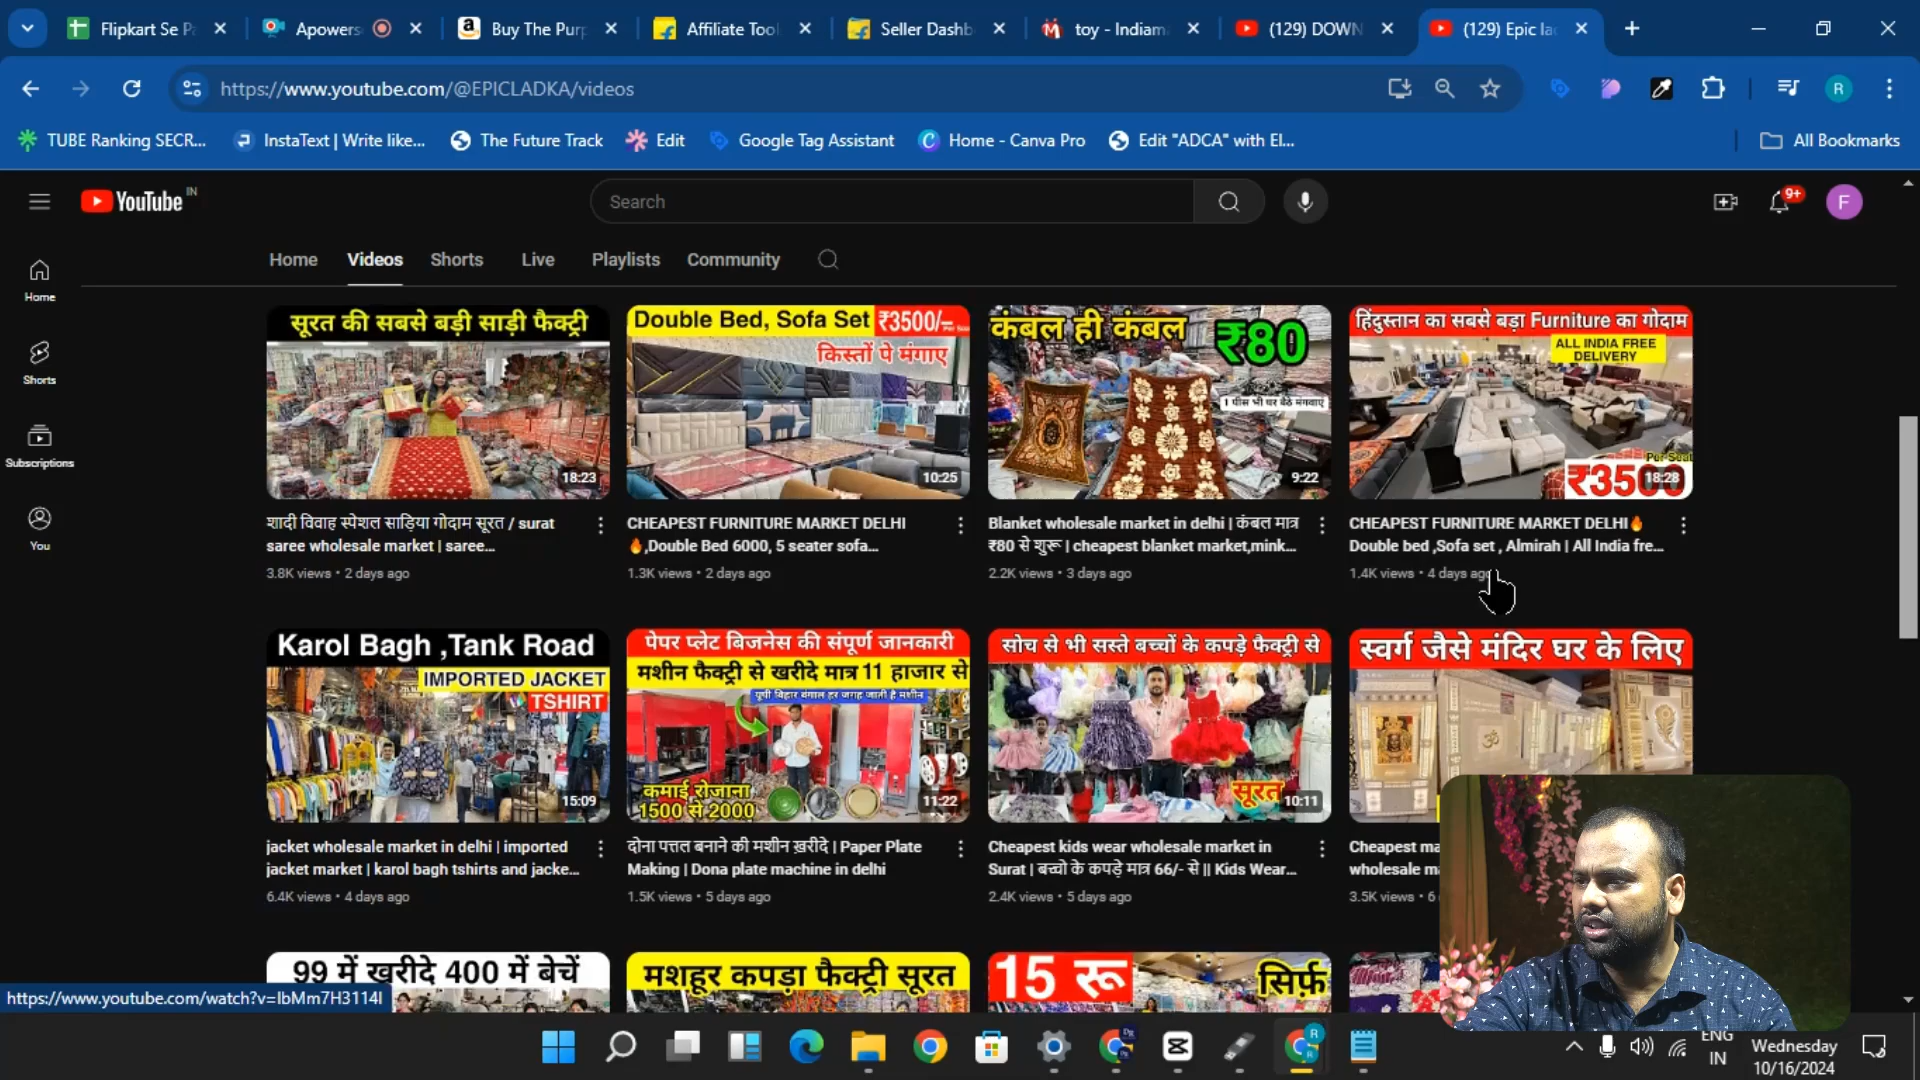 Flipkart Se P
Apowers
Buy The Pur
Affiliate Tool
Seller Dashb
toy - Indiam
(129) DOWN
(129) Epic la
https://www.youtube.com/@EPICLADKA/videos
TUBE Ranking SECR...
InstaText | Write like...
The Future Track
Edit
Google Tag Assistant
Home - Canva Pro
Edit "ADCA" with El...
All Bookmarks
YouTube IN
Search
9+
F
Home
Videos
Shorts
Live
Playlists
Community
Home
Shorts
Subscriptions
You
सूरत की सबसे बड़ी साड़ी फैक्ट्री
18:23
Double Bed, Sofa Set ₹3500/-
किस्तों पे मंगाए
10:25
कंबल ही कंबल ₹80
1 पीस भी घर बैठे मंगवाएं
9:22
हिंदुस्तान का सबसे बड़ा Furniture का गोदाम
ALL INDIA FREE
DELIVERY
Per Seat
₹3500
18:28
शादी विवाह स्पेशल साड़िया गोदाम सूरत / surat
saree wholesale market | saree...
3.8K views • 2 days ago
CHEAPEST FURNITURE MARKET DELHI
🔥,Double Bed 6000, 5 seater sofa...
1.3K views • 2 days ago
Blanket wholesale market in delhi | कंबल मात्र
₹80 से शुरू | cheapest blanket market,mink...
2.2K views • 3 days ago
CHEAPEST FURNITURE MARKET DELHI🔥
Double bed ,Sofa set , Almirah | All India fre...
1.4K views • 4 days ago
Karol Bagh ,Tank Road
IMPORTED JACKET
TSHIRT
15:09
पेपर प्लेट बिजनेस की संपूर्ण जानकारी
मशीन फैक्ट्री से खरीदे मात्र 11 हाजार से
यूपी बिहार बंगाल हर जगह जाती है मशीन
कमाई रोजाना
1500 से 2000
11:22
सोच से भी सस्ते बच्चों के कपड़े फैक्ट्री से
सूरत
10:11
स्वर्ग जैसे मंदिर घर के लिए
jacket wholesale market in delhi | imported
jacket market | karol bagh tshirts and jacke...
6.4K views • 4 days ago
दोना पत्तल बनाने की मशीन ख़रीदे | Paper Plate
Making | Dona plate machine in delhi
1.5K views • 5 days ago
Cheapest kids wear wholesale market in
Surat | बच्चो के कपड़े मात्र 66/- से || Kids Wear...
2.4K views • 5 days ago
Cheapest ma
wholesale m
3.5K views • 6
99 में खरीदे 400 में बेचें
मशहूर कपड़ा फैक्ट्री सूरत
15 रू
सिर्फ़
https://www.youtube.com/watch?v=lbMm7H3114I
ENG
IN
Wednesday
10/16/2024